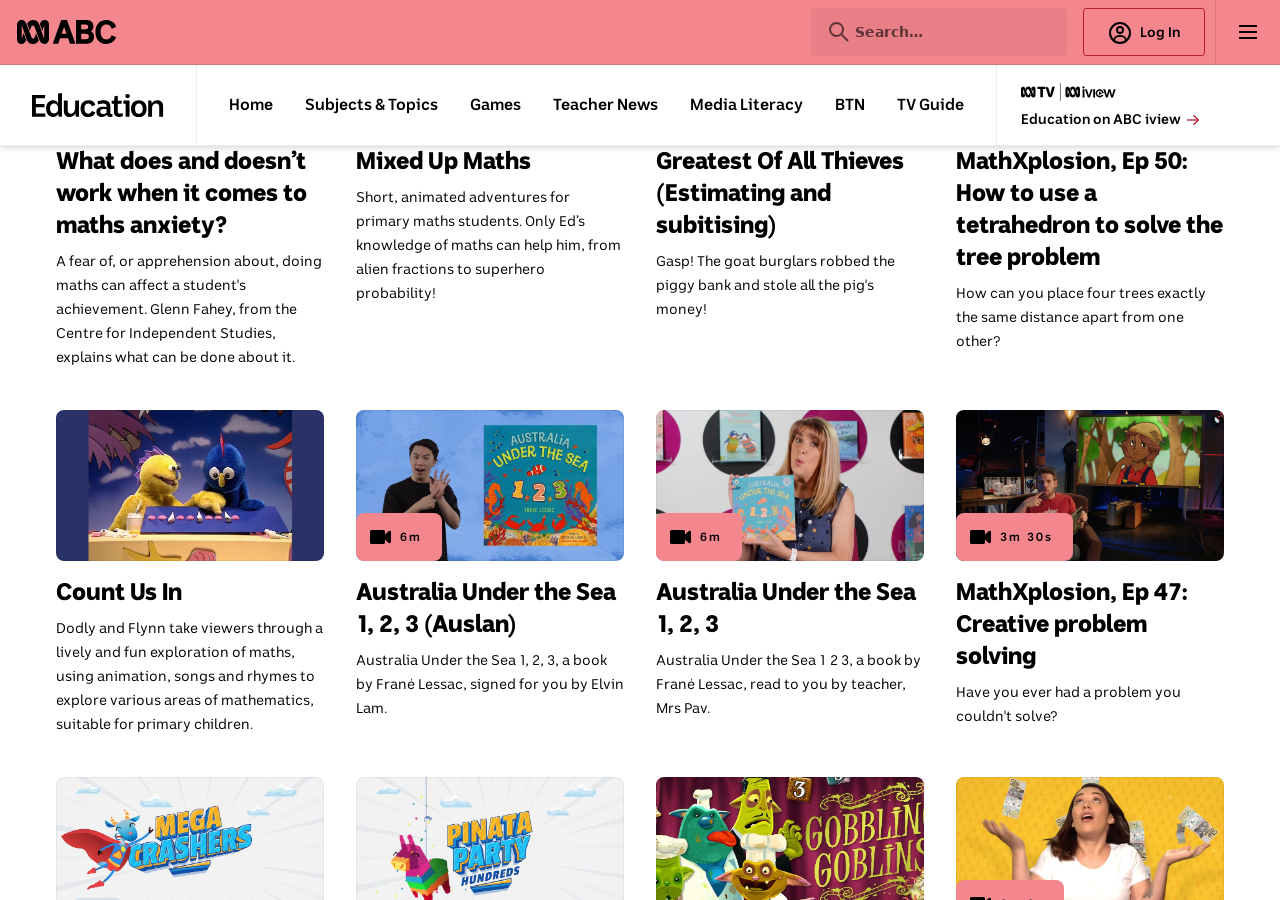 ABC
Search...
Log In
Education
Home
Subjects & Topics
Games
Teacher News
Media Literacy
BTN
TV Guide
TV
iview
Education on ABC iview
What does and doesn’t
work when it comes to
maths anxiety?
A fear of, or apprehension about, doing
maths can affect a student's
achievement. Glenn Fahey, from the
Centre for Independent Studies,
explains what can be done about it.
Mixed Up Maths
Short, animated adventures for
primary maths students. Only Ed’s
knowledge of maths can help him, from
alien fractions to superhero
probability!
Greatest Of All Thieves
(Estimating and
subitising)
Gasp! The goat burglars robbed the
piggy bank and stole all the pig's
money!
MathXplosion, Ep 50:
How to use a
tetrahedron to solve the
tree problem
How can you place four trees exactly
the same distance apart from one
other?
Count Us In
Dodly and Flynn take viewers through a
lively and fun exploration of maths,
using animation, songs and rhymes to
explore various areas of mathematics,
suitable for primary children.
AUSTRALIA
UNDER THE SEA
1 2 3
FRANÉ LESSAC
6m
Australia Under the Sea
1, 2, 3 (Auslan)
Australia Under the Sea 1, 2, 3, a book
by Frané Lessac, signed for you by Elvin
Lam.
AUSTRALIA
UNDER THE SEA
1 2 3
6m
Australia Under the Sea
1, 2, 3
Australia Under the Sea 1 2 3, a book by
Frané Lessac, read to you by teacher,
Mrs Pav.
3m 30s
MathXplosion, Ep 47:
Creative problem
solving
Have you ever had a problem you
couldn't solve?
MEGA
CRASHERS
PINATA
PARTY
HUNDREDS
3
GOBBLIN
GOBLINS